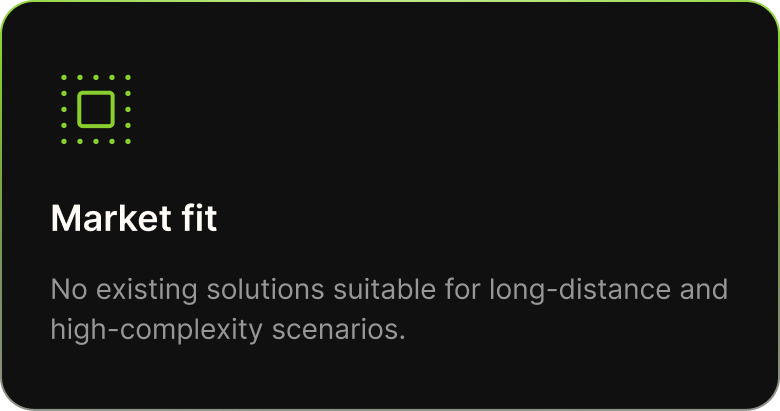 Market fit
No existing solutions suitable for long-distance and
high-complexity scenarios.